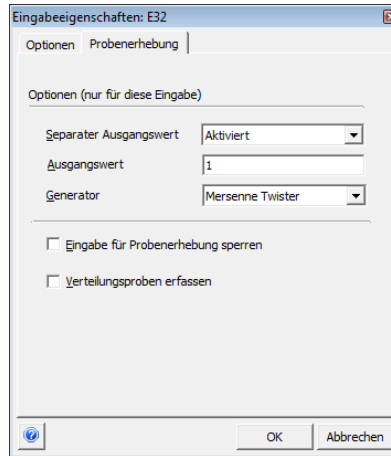 Eingabeeigenschaften: E32
Optionen Probenerhebung
Optionen (nur für diese Eingabe)
Separater Ausgangswert Aktiviert
Ausgangswert 1
Generator Mersenne Twister
Eingabe für Probenerhebung sperren
Verteilungsproben erfassen
OK Abbrechen